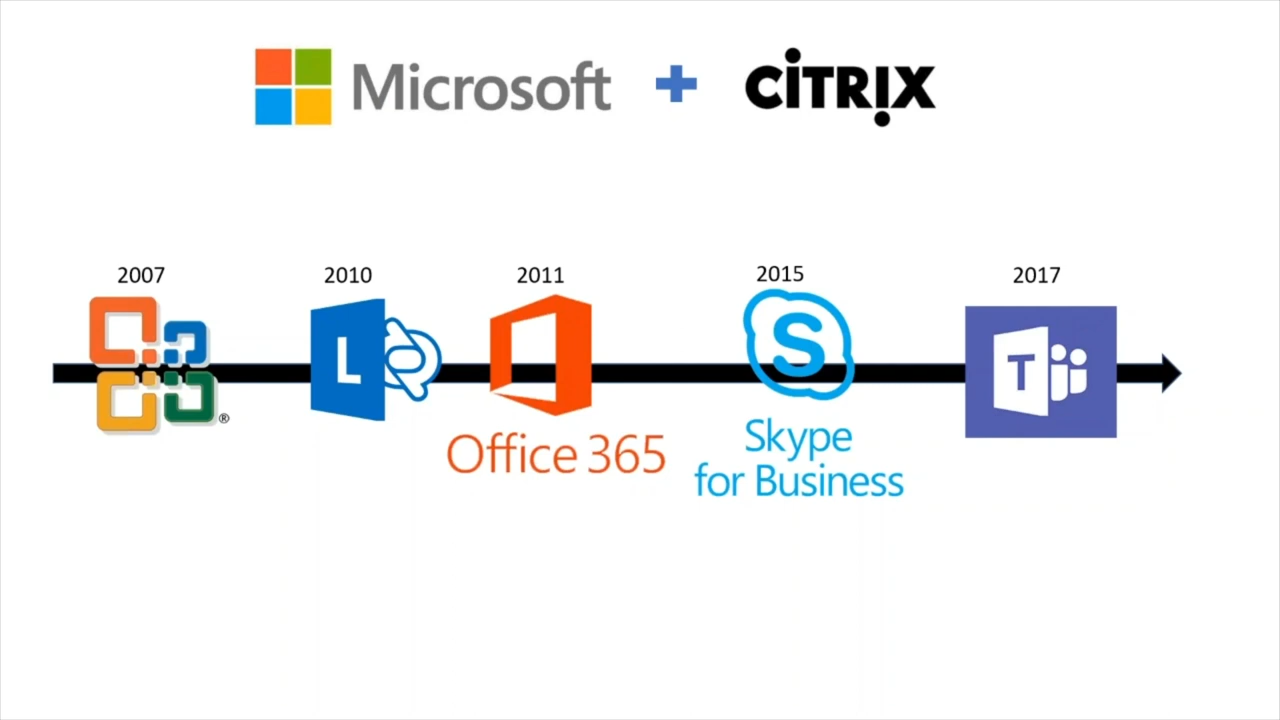 Microsoft + CiTRIX
2007 2010 2011 2015 2017
L
S
T
®
Office 365
Skype
for Business